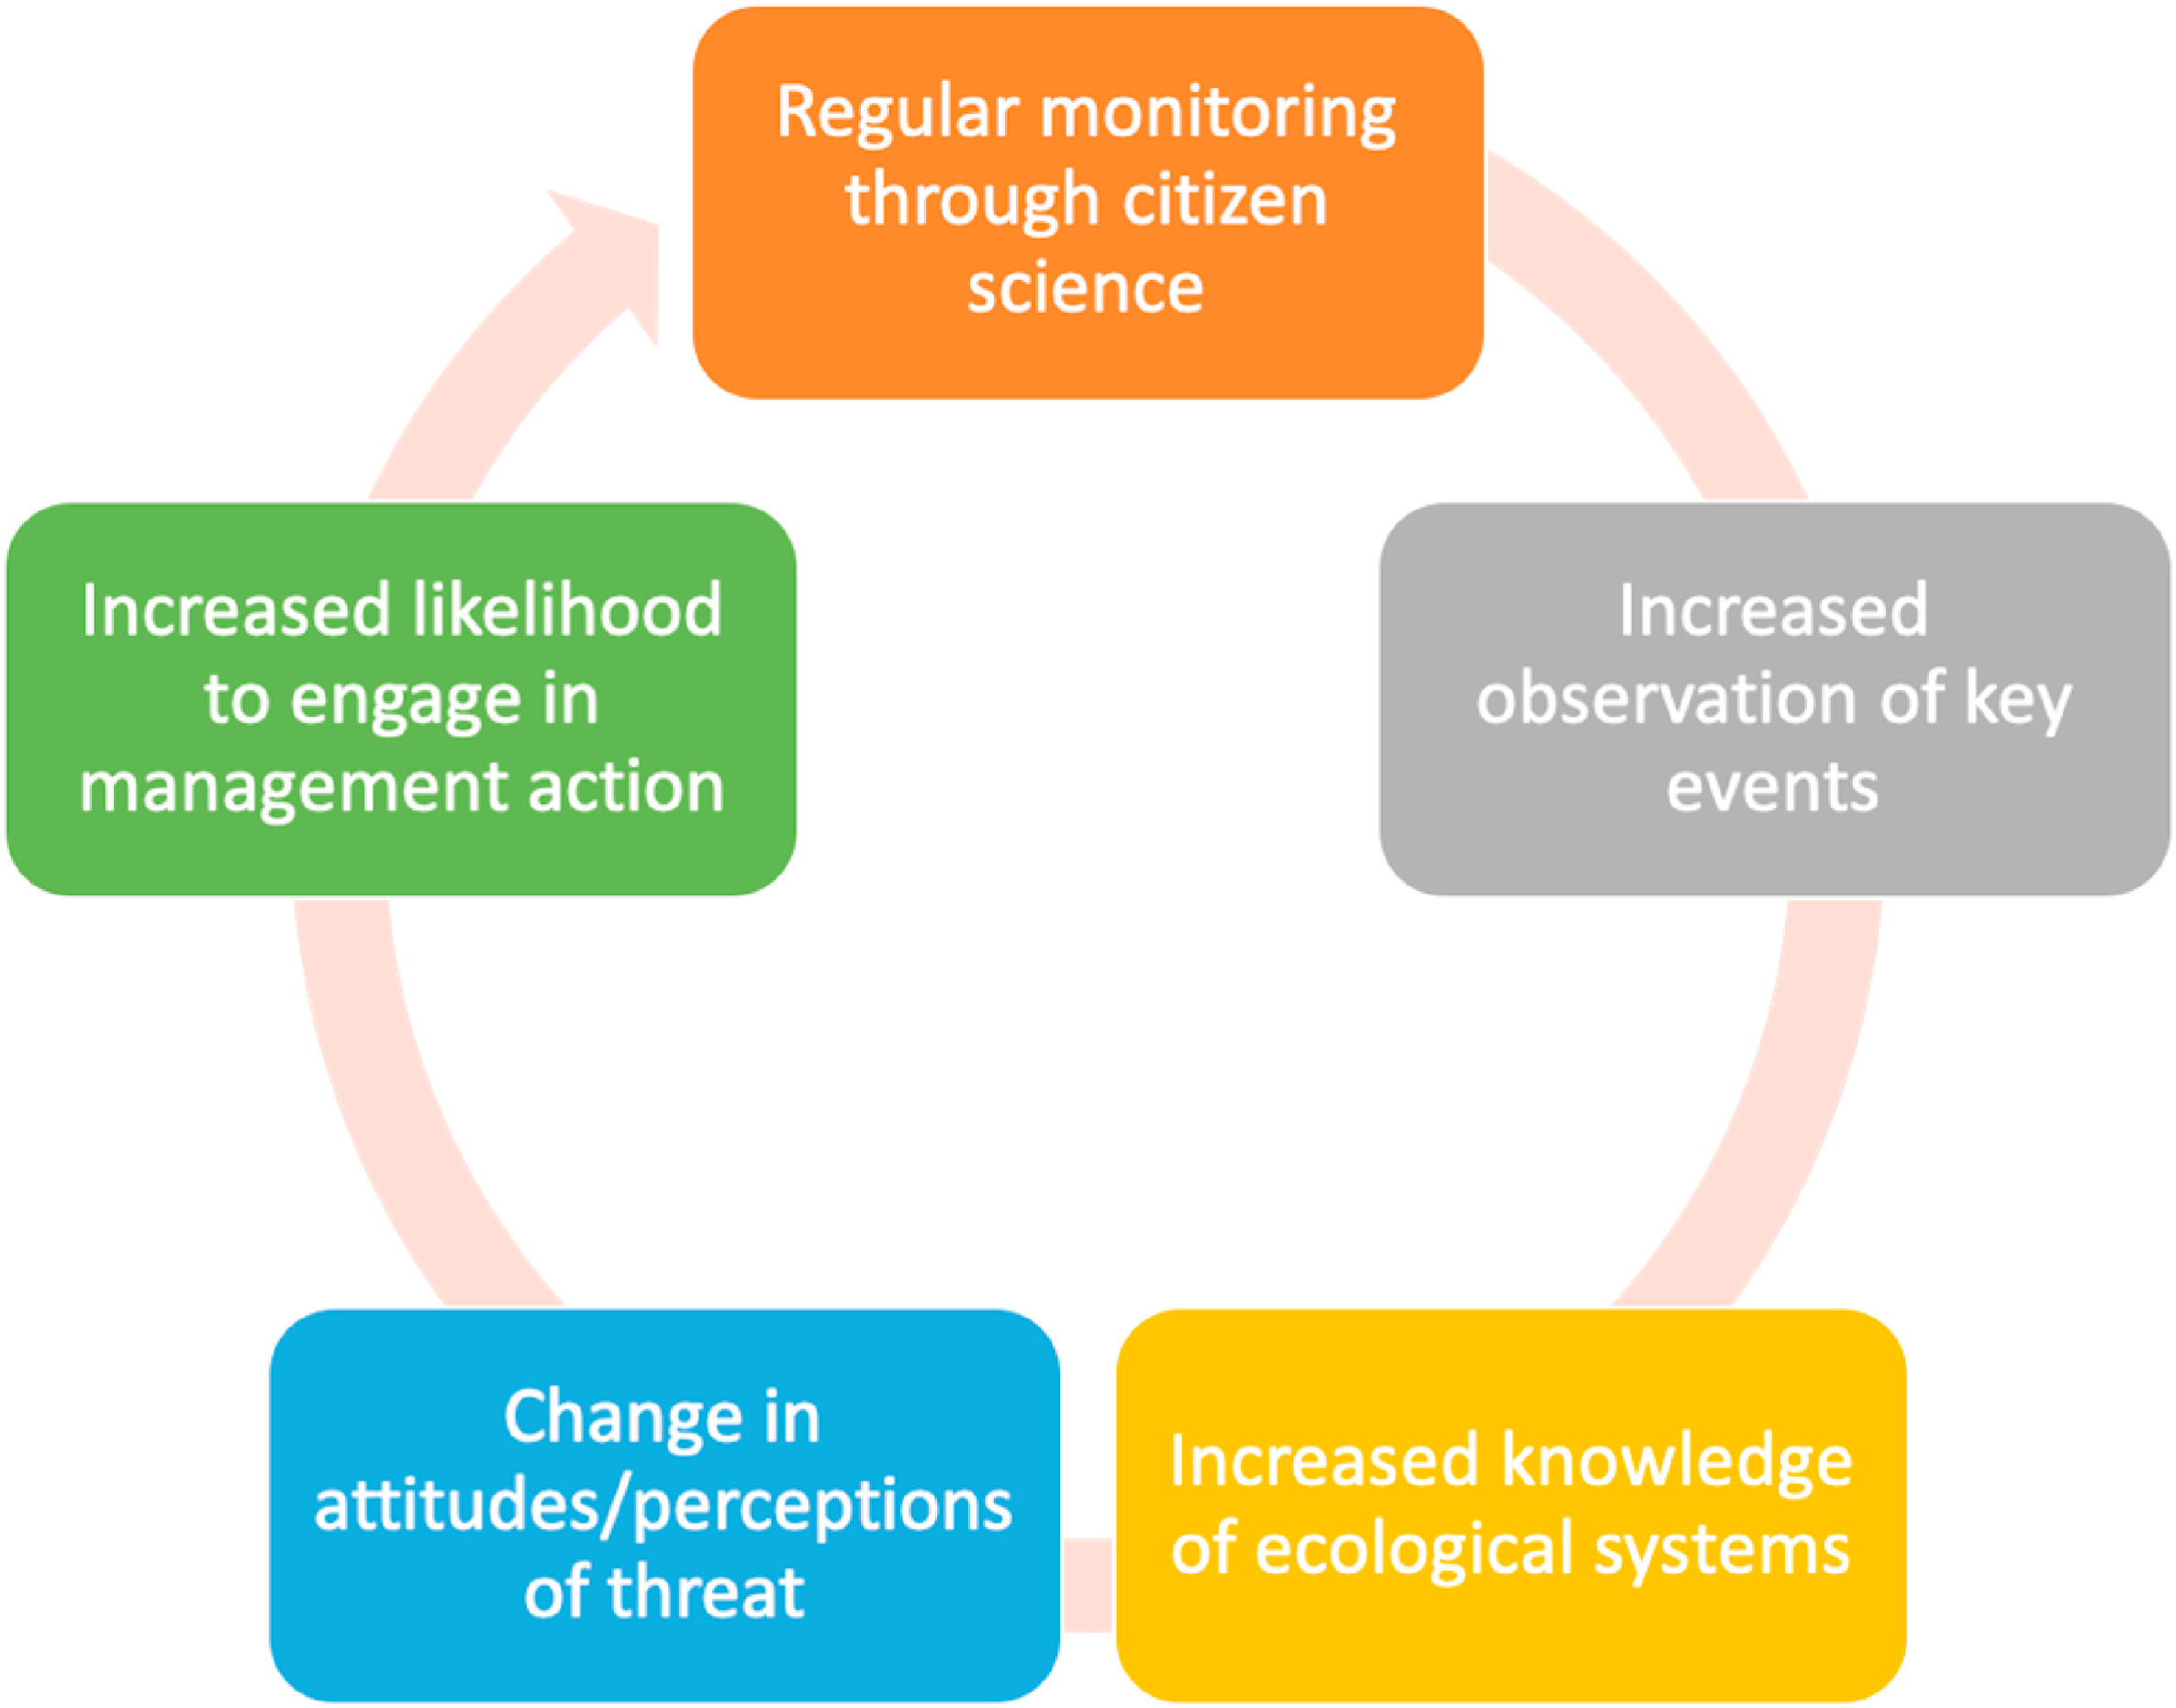 Regular monitoring
through citizen
science
Increased
observation of key
events
Increased knowledge
of ecological systems
Change in
attitudes/perceptions
of threat
Increased likelihood
to engage in
management action